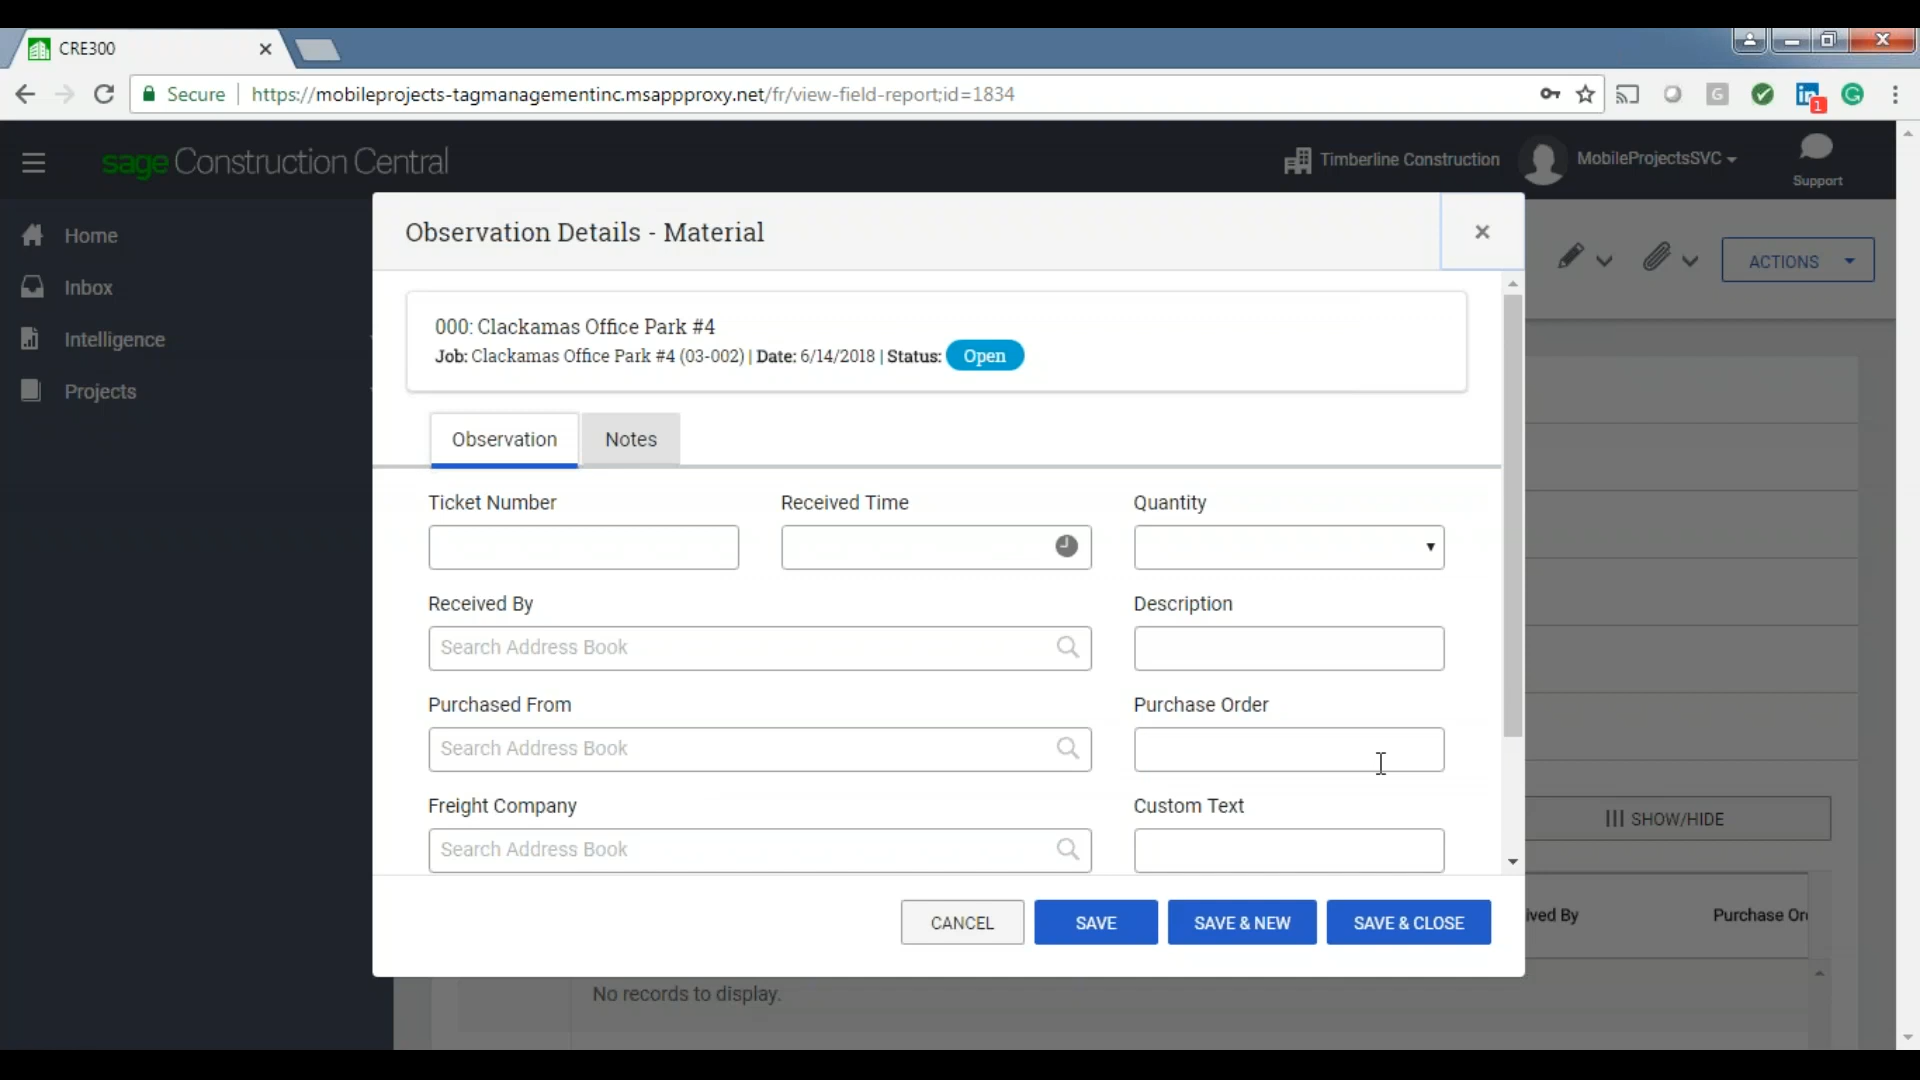 CRE300
Secure
https://mobileprojects-tagmanagementinc.msappproxy.net/fr/view-field-report;id=1834
G
in
1
sage Construction Central
Timberline Construction
MobileProjectsSVC
Support
Home
Inbox
Intelligence
Projects
Observation Details - Material
ACTIONS
000: Clackamas Office Park #4
Job: Clackamas Office Park #4 (03-002) | Date: 6/14/2018 | Status: Open
Observation
Notes
Ticket Number
Received Time
Quantity
Received By
Description
Search Address Book
Purchased From
Purchase Order
Search Address Book
Freight Company
Custom Text
Search Address Book
SHOW/HIDE
CANCEL
SAVE
SAVE & NEW
SAVE & CLOSE
ived By
Purchase Or
No records to display.